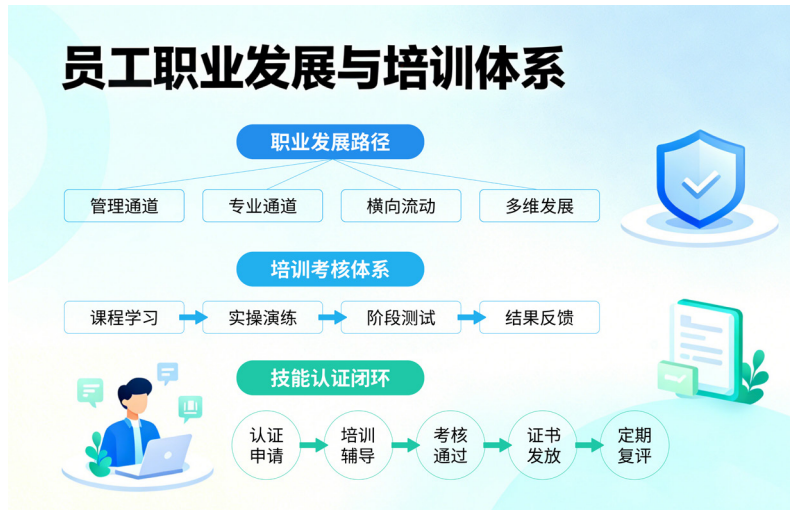 员工职业发展与培训体系
职业发展路径
管理通道 专业通道 横向流动 多维发展
培训考核体系
课程学习 实操演练 阶段测试 结果反馈
技能认证闭环
认证 培训 考核 证书 定期
申请 辅导 通过 发放 复评